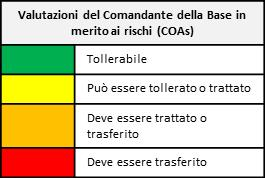 Valutazioni del Comandante della Base in
merito ai rischi (COAs)
Tollerabile
Può essere tollerato o trattato
Deve essere trattato o
trasferito
Deve essere trasferito